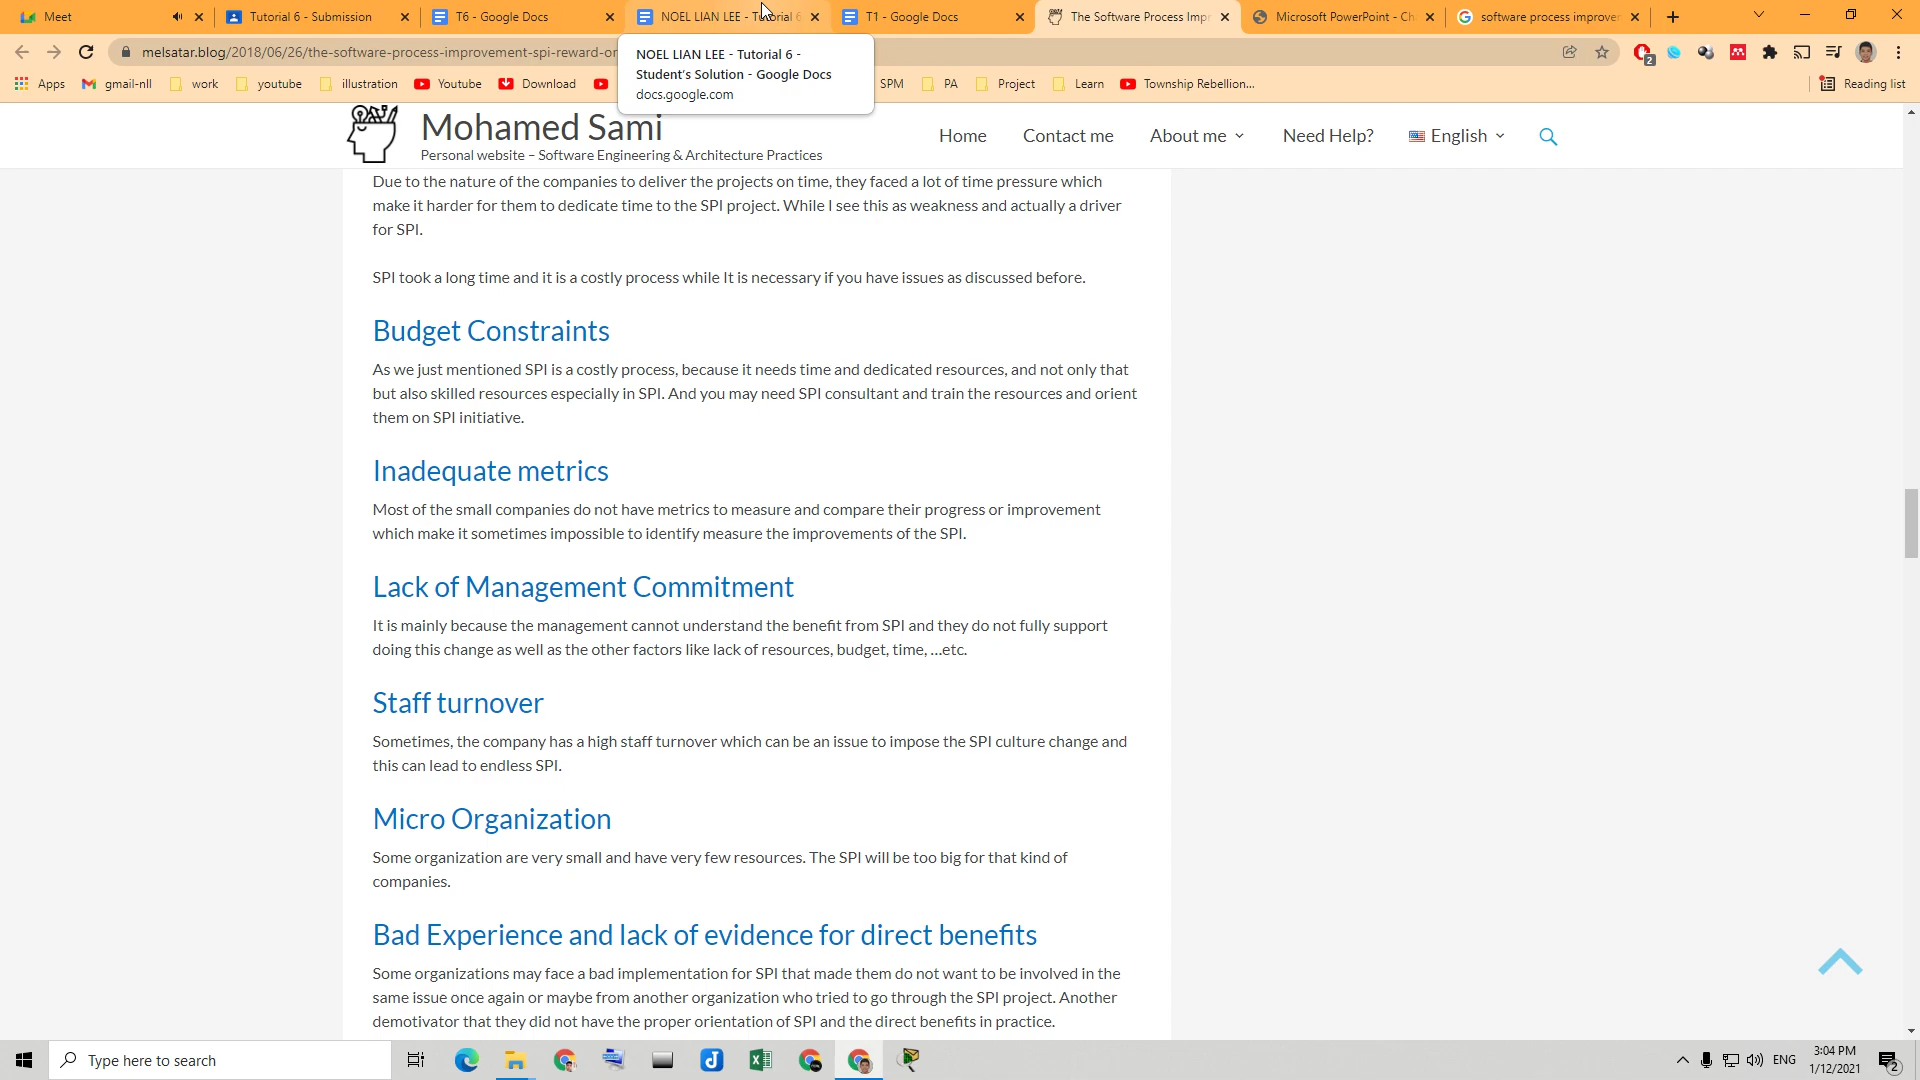 Meet
Tutorial 6 - Submission
T6 - Google Docs
NOEL LIAN LEE - Tutorial 6
T1 - Google Docs
The Software Process Impr
Microsoft PowerPoint - Ch
software process improvem
melsatar.blog/2018/06/26/the-software-process-improvement-spi-reward-or
2
Apps
gmail-nll
work
youtube
illustration
Youtube
Download
SPM
PA
Project
Learn
Township Rebellion...
Reading list
NOEL LIAN LEE - Tutorial 6 -
Student's Solution - Google Docs
docs.google.com
Mohamed Sami
Personal website – Software Engineering & Architecture Practices
Home
Contact me
About me
Need Help?
English
Due to the nature of the companies to deliver the projects on time, they faced a lot of time pressure which
make it harder for them to dedicate time to the SPI project. While I see this as weakness and actually a driver
for SPI.
SPI took a long time and it is a costly process while It is necessary if you have issues as discussed before.
Budget Constraints
As we just mentioned SPI is a costly process, because it needs time and dedicated resources, and not only that
but also skilled resources especially in SPI. And you may need SPI consultant and train the resources and orient
them on SPI initiative.
Inadequate metrics
Most of the small companies do not have metrics to measure and compare their progress or improvement
which make it sometimes impossible to identify measure the improvements of the SPI.
Lack of Management Commitment
It is mainly because the management cannot understand the benefit from SPI and they do not fully support
doing this change as well as the other factors like lack of resources, budget, time, …etc.
Staff turnover
Sometimes, the company has a high staff turnover which can be an issue to impose the SPI culture change and
this can lead to endless SPI.
Micro Organization
Some organization are very small and have very few resources. The SPI will be too big for that kind of
companies.
Bad Experience and lack of evidence for direct benefits
Some organizations may face a bad implementation for SPI that made them do not want to be involved in the
same issue once again or maybe from another organization who tried to go through the SPI project. Another
demotivator that they did not have the proper orientation of SPI and the direct benefits in practice.
Type here to search
ENG
3:04 PM
1/12/2021
2